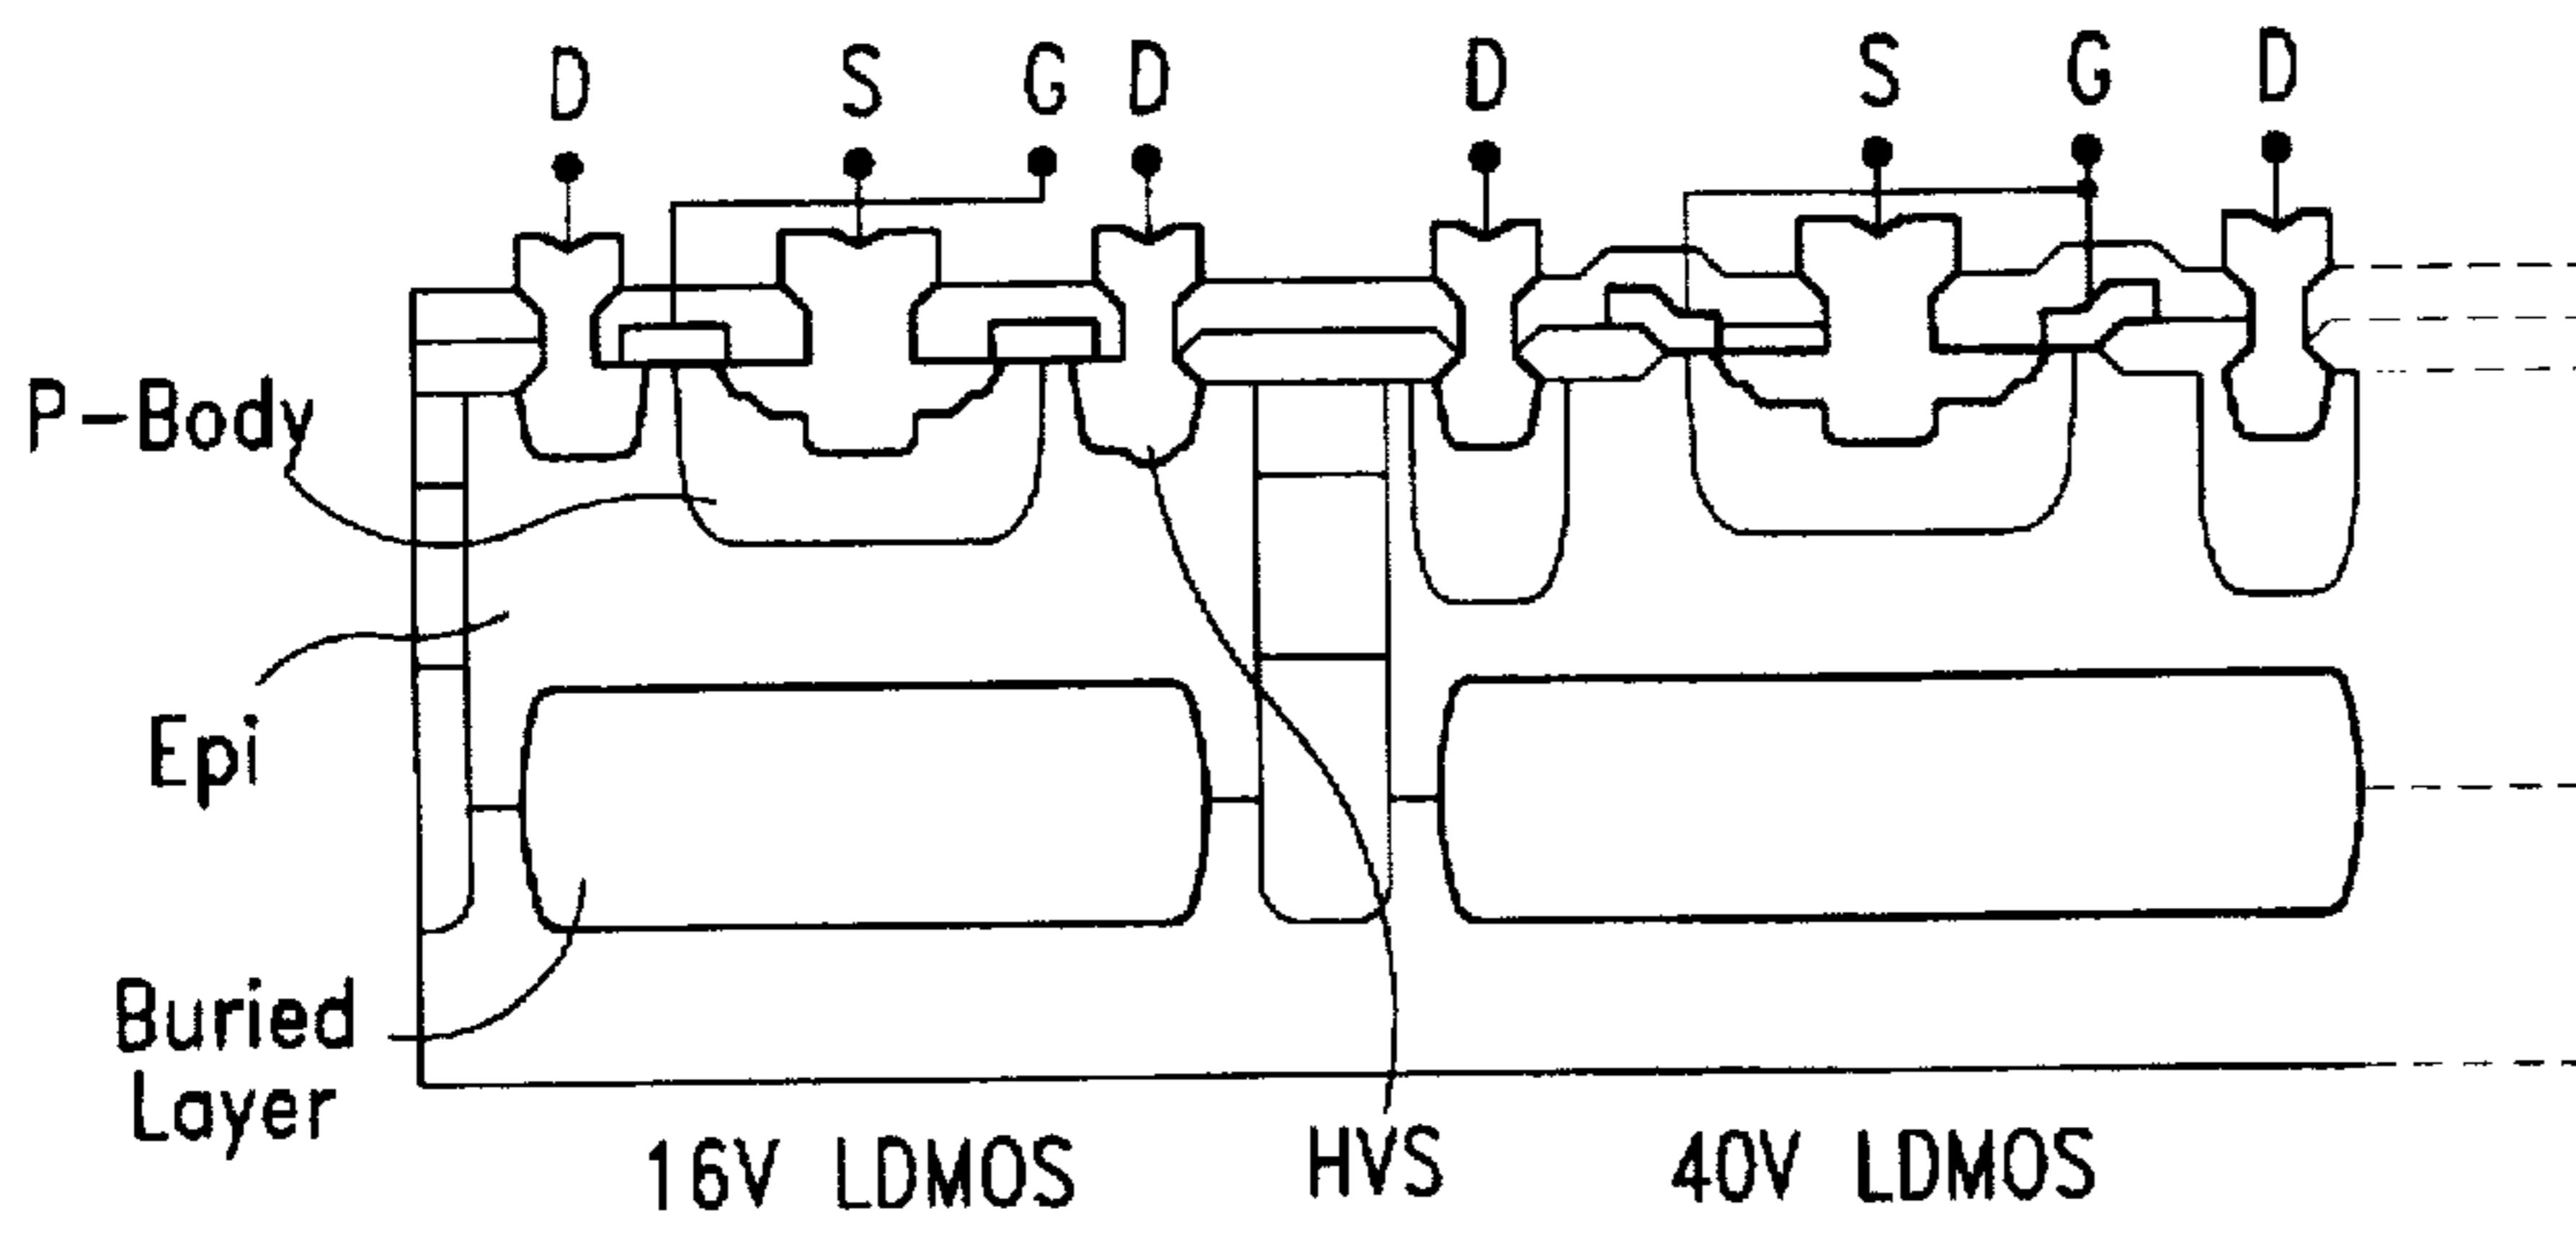 D S G D D S G D
P-Body
Epi
Buried
Layer
16V LDMOS HVS 40V LDMOS